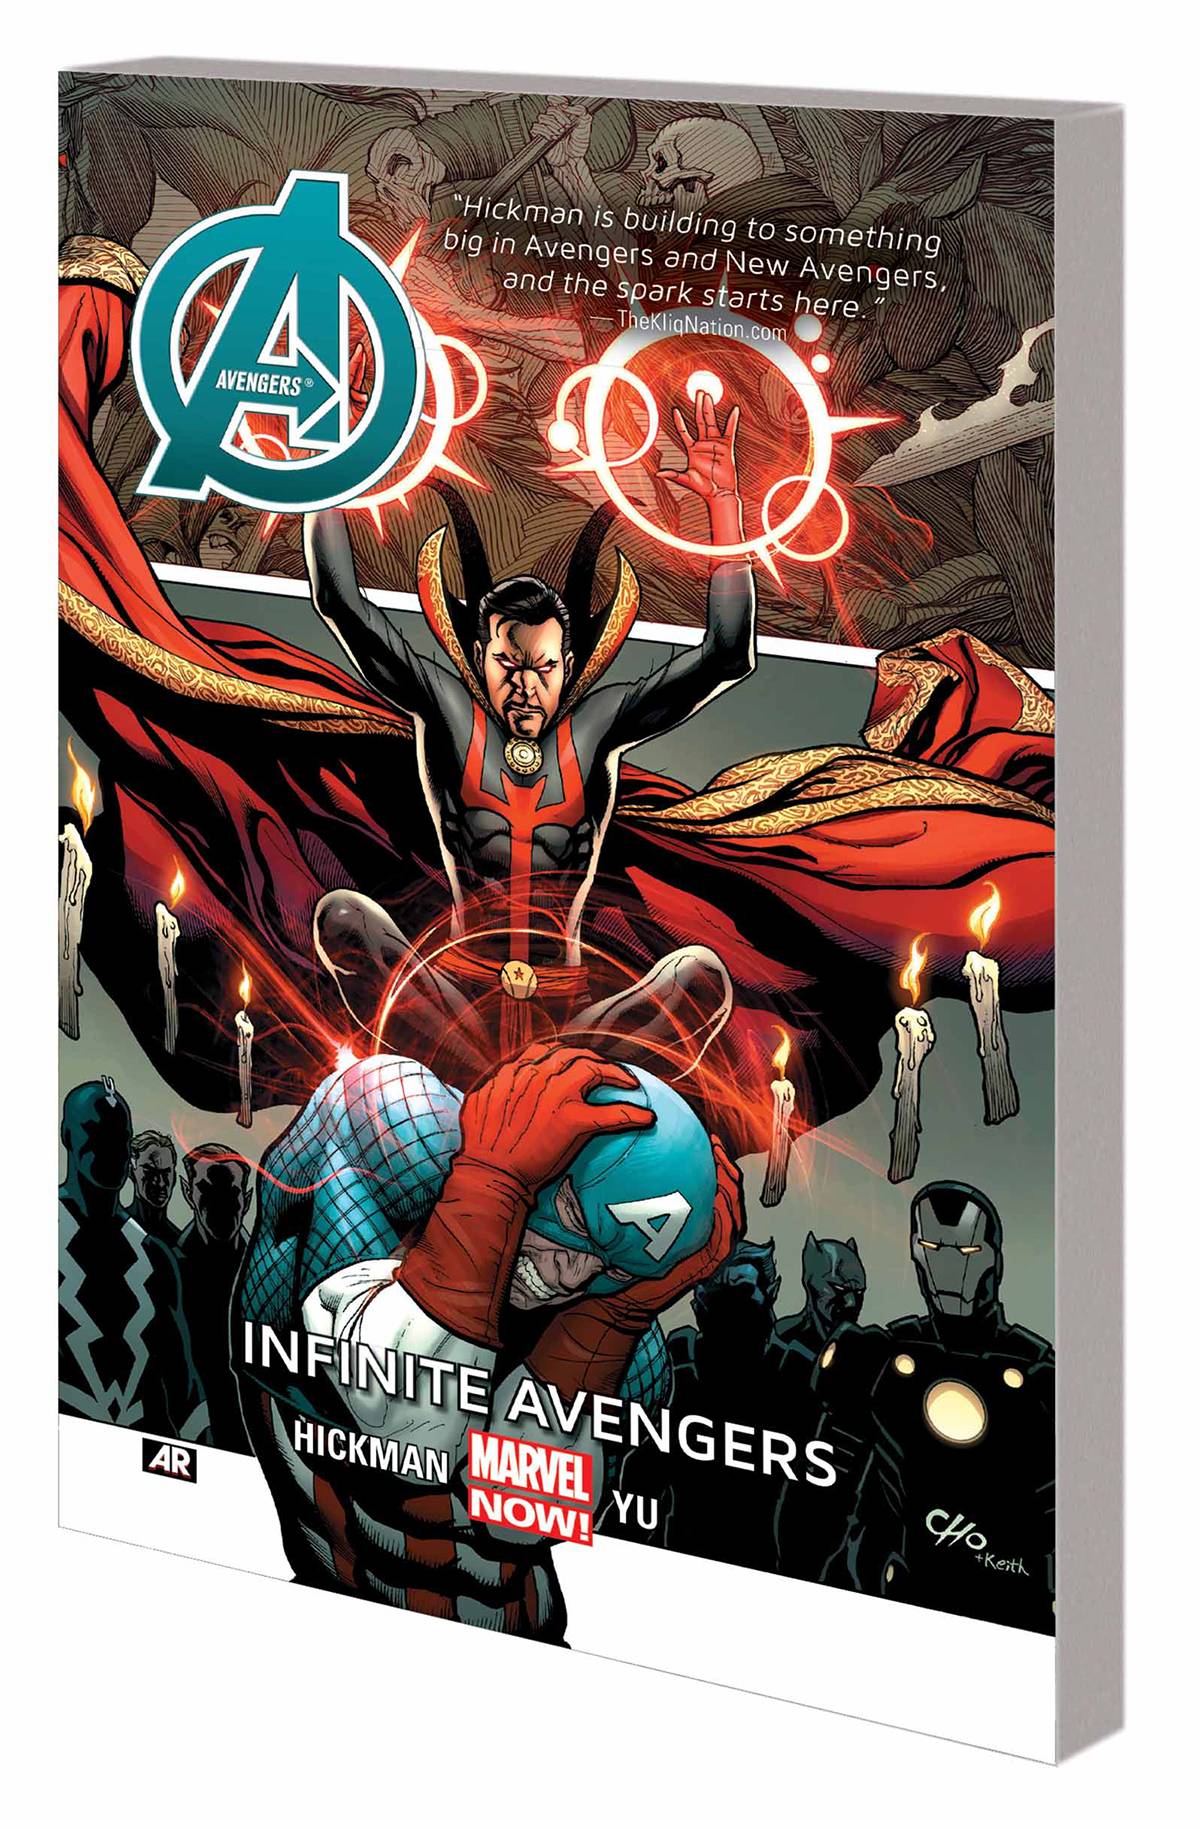 "Hickman is building to something
big in Avengers and New Avengers,
and the spark starts here."
—TheKliqNation.com
AVENGERS®
A
INFINITE AVENGERS
HICKMAN
MARVEL
NOW!
YU
AR
CHO
+Keith